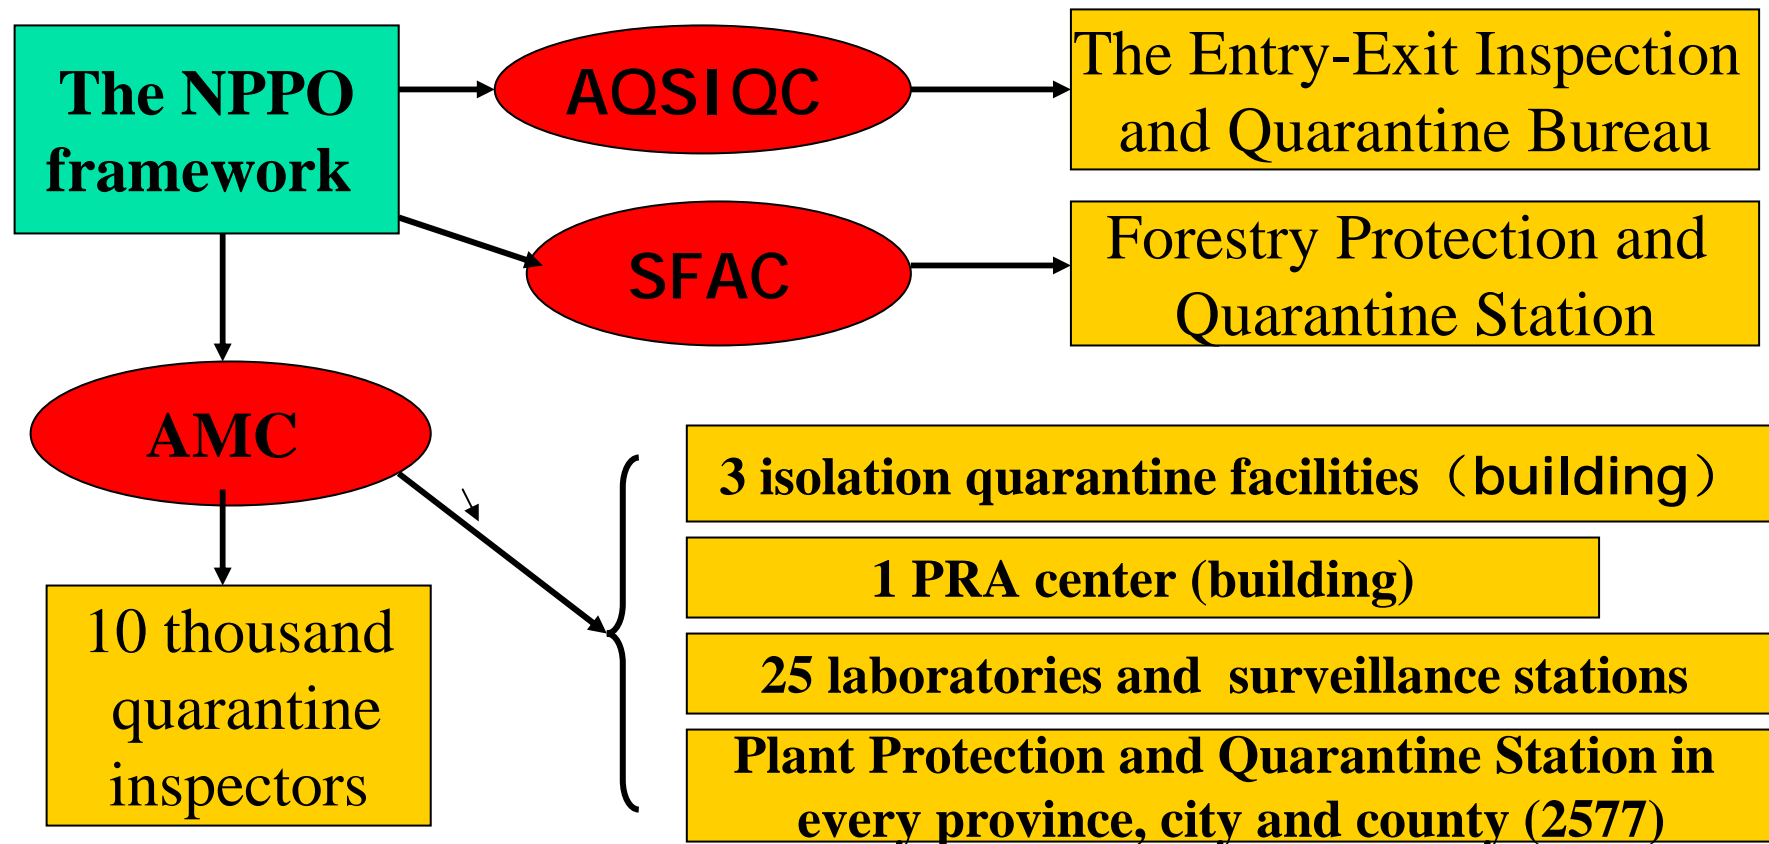 The NPPO
framework
AQSIQC
The Entry-Exit Inspection
and Quarantine Bureau
SFAC
Forestry Protection and
Quarantine Station
AMC
3 isolation quarantine facilities（building）
1 PRA center (building)
25 laboratories and surveillance stations
Plant Protection and Quarantine Station in
every province, city and county (2577)
10 thousand
quarantine
inspectors